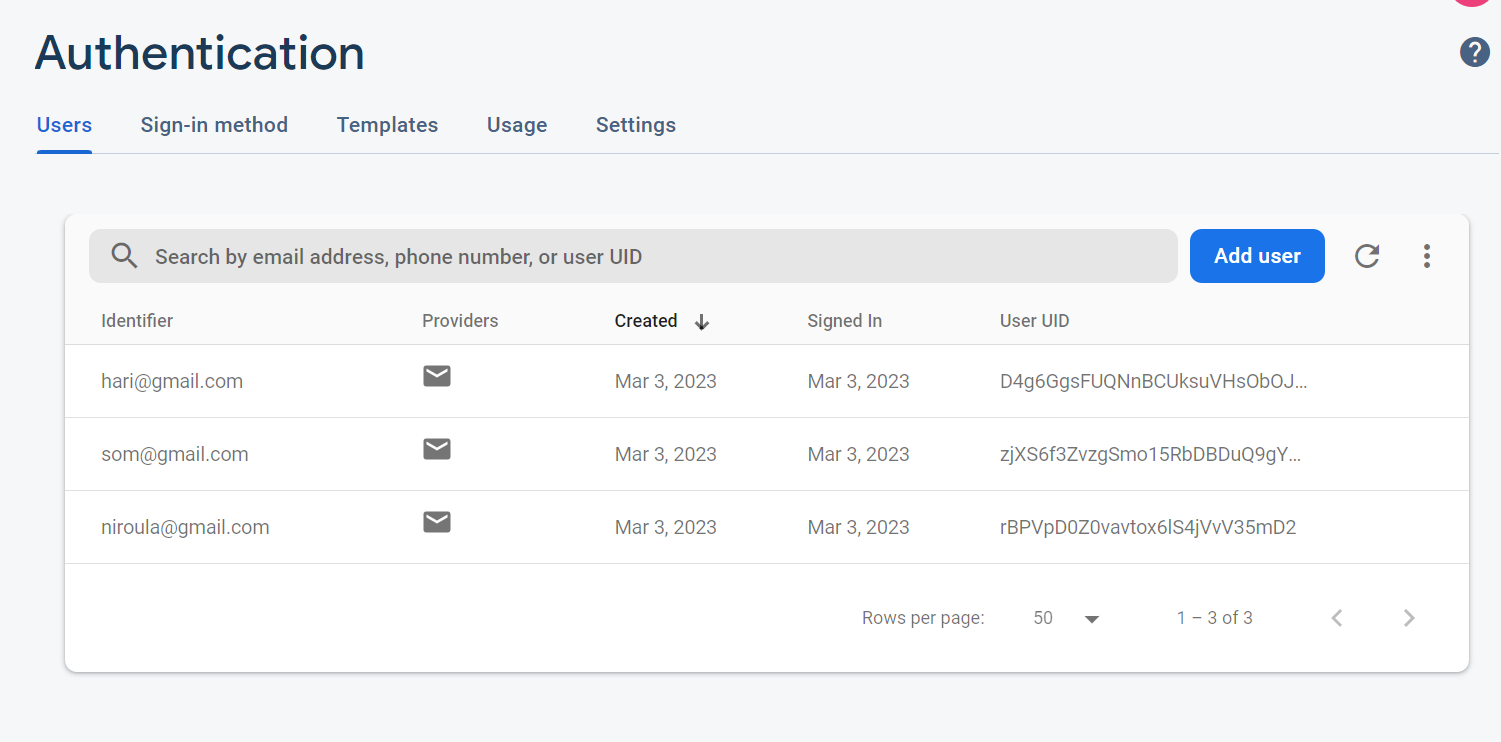 Authentication
Users Sign-in method Templates Usage Settings
Search by email address, phone number, or user UID Add user
Identifier Providers Created Signed In User UID
hari@gmail.com Mar 3, 2023 Mar 3, 2023 D4g6GgsFUQNnBCUksuVHsObOJ...
som@gmail.com Mar 3, 2023 Mar 3, 2023 zjXS6f3ZvzgSmo15RbDBDuQ9gY...
niroula@gmail.com Mar 3, 2023 Mar 3, 2023 rBPVpD0Z0vavtox6lS4jVvV35mD2
Rows per page: 50 1 – 3 of 3